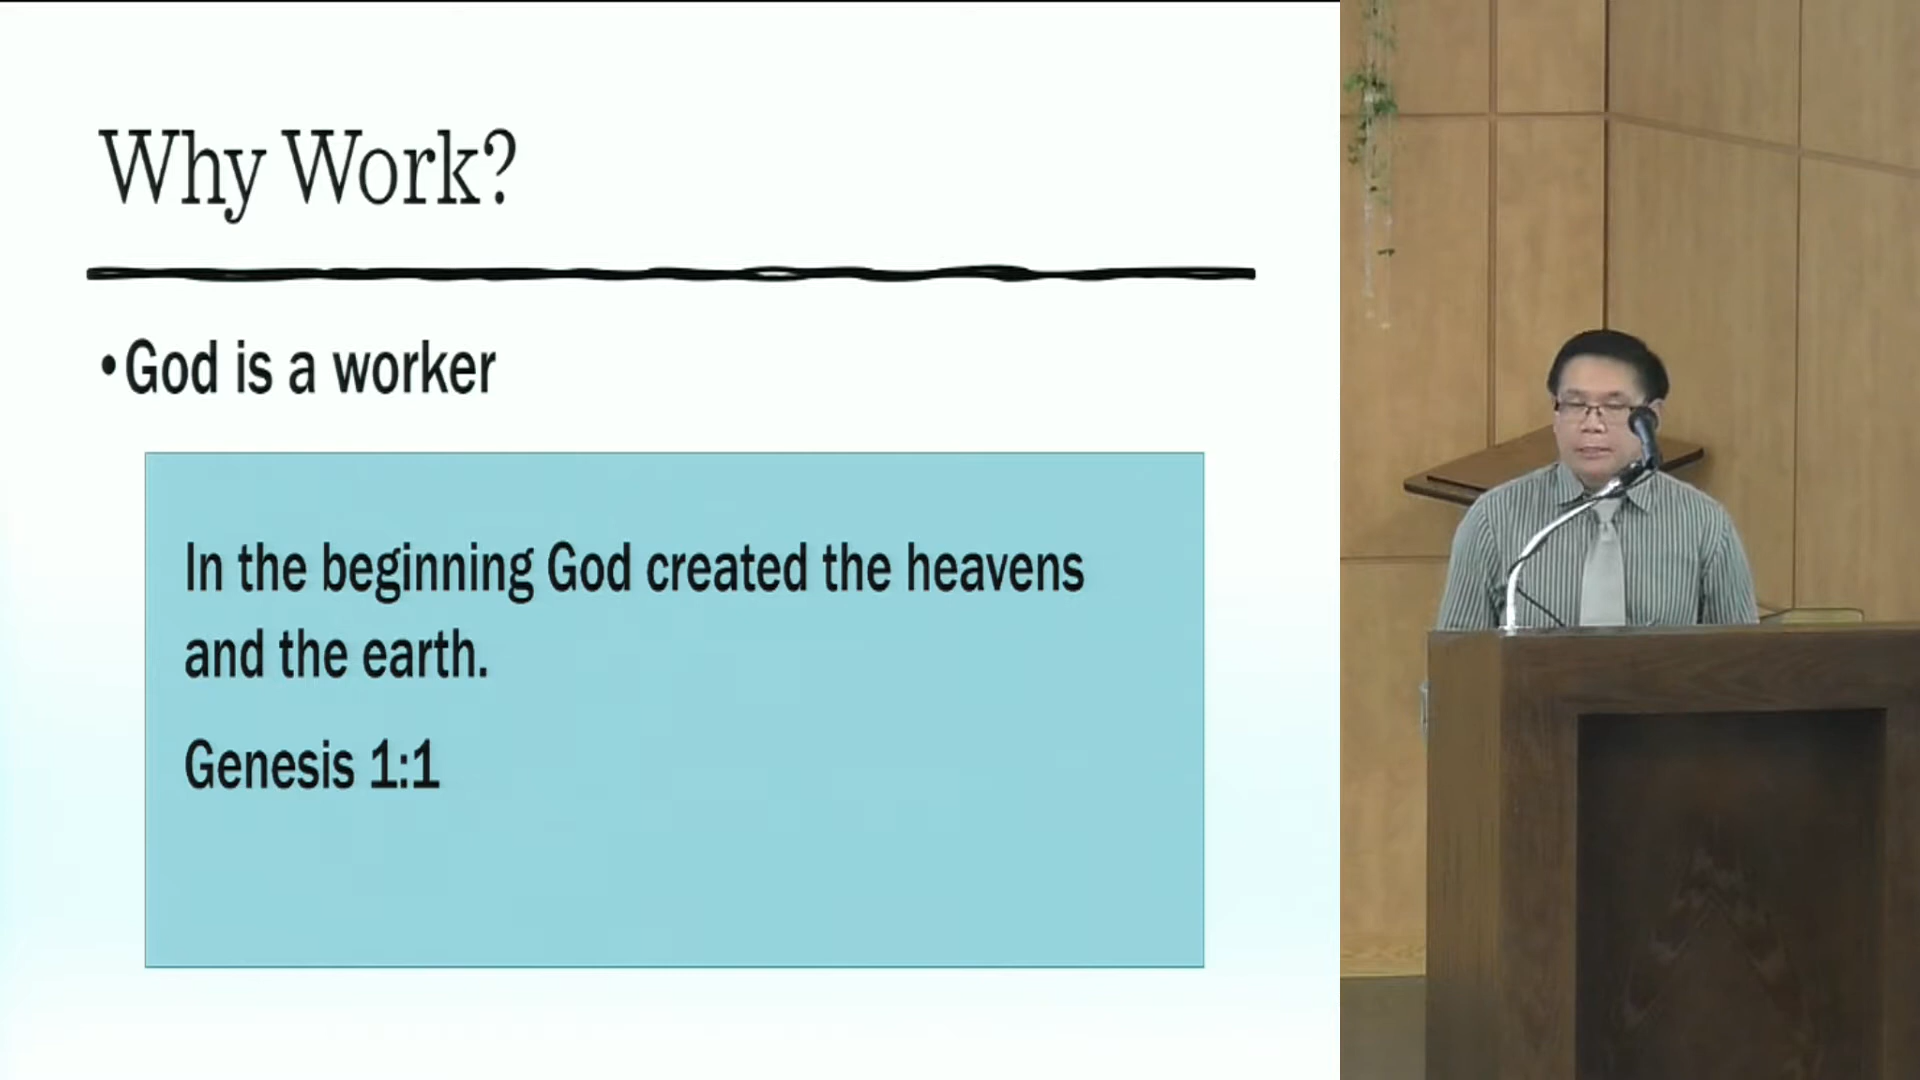 Why Work?
•God is a worker
In the beginning God created the heavens
and the earth.
Genesis 1:1